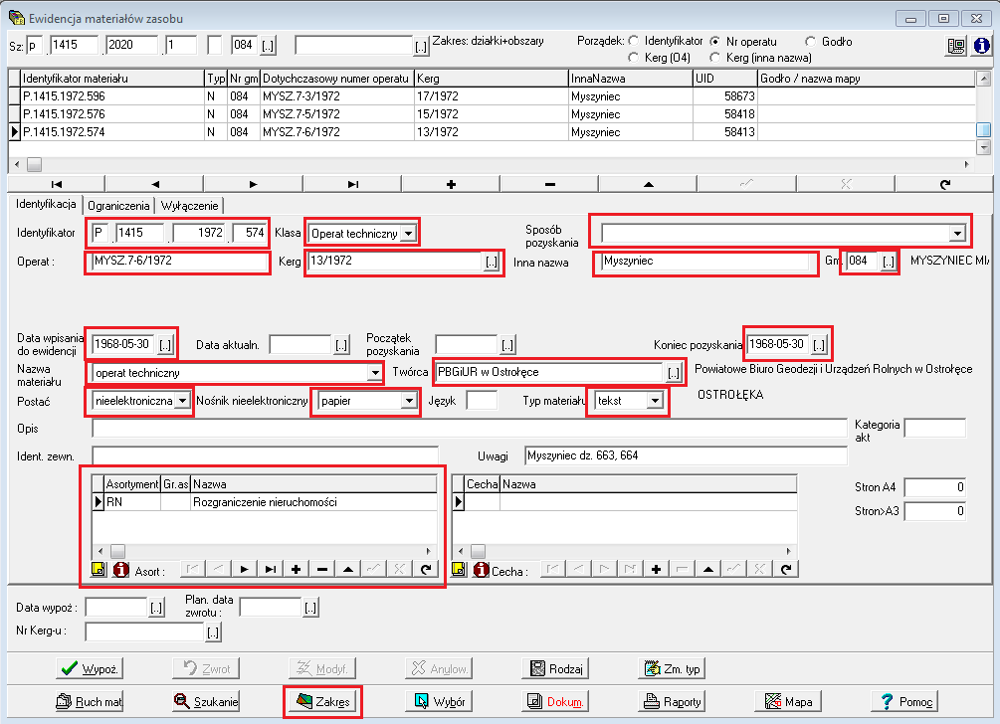 Ewidencja materiałów zasobu
Sz: p 1415 2020 .1 084 [..] [..] Zakres: działki+obszary Porządek: Identyfikator Nr operatu Godło
Kerg (O4) Kerg (inna nazwa)
Identyfikator materiału Typ Nr gm Dotychczasowy numer operatu Kerg InnaNazwa UID Godło / nazwa mapy
P.1415.1972.596 N 084 MYSZ.7-3/1972 17/1972 Myszyniec 58673
P.1415.1972.576 N 084 MYSZ.7-5/1972 15/1972 Myszyniec 58418
P.1415.1972.574 N 084 MYSZ.7-6/1972 13/1972 Myszyniec 58413
Identyfikacja Ograniczenia Wyłączenie
Identyfikator P .1415 . 1972 . 574 Klasa Operat techniczny Sposób pozyskania
Operat : MYSZ.7-6/1972 Kerg 13/1972 [..] Inna nazwa Myszyniec Gm. 084 [..] MYSZYNIEC MIA
Data wpisania do ewidencji 1968-05-30 [..] Data aktualn. [..] Początek pozyskania [..] Koniec pozyskania 1968-05-30 [..]
Nazwa materiału operat techniczny Twórca PBGiUR w Ostrołęce [..] Powiatowe Biuro Geodezji i Urządzeń Rolnych w Ostrołęce
Postać nieelektroniczna Nośnik nieelektroniczny papier Język Typ materiału tekst OSTROŁĘKA
Opis Kategoria akt
Ident. zewn. Uwagi Myszyniec dz. 663, 664
Asortyment Gr.as Nazwa Cecha Nazwa Stron A4 0
RN Rozgraniczenie nieruchomości Stron>A3 0
Asort : Cecha :
Data wypoż : [..] Plan. data zwrotu : [..]
Nr Kerg-u : [..]
Wypoż. Zwrot Modyf. Anulow. Rodzaj Zm. typ
Ruch mat Szukanie Zakres Wybór Dokum. Raporty Mapa Pomoc